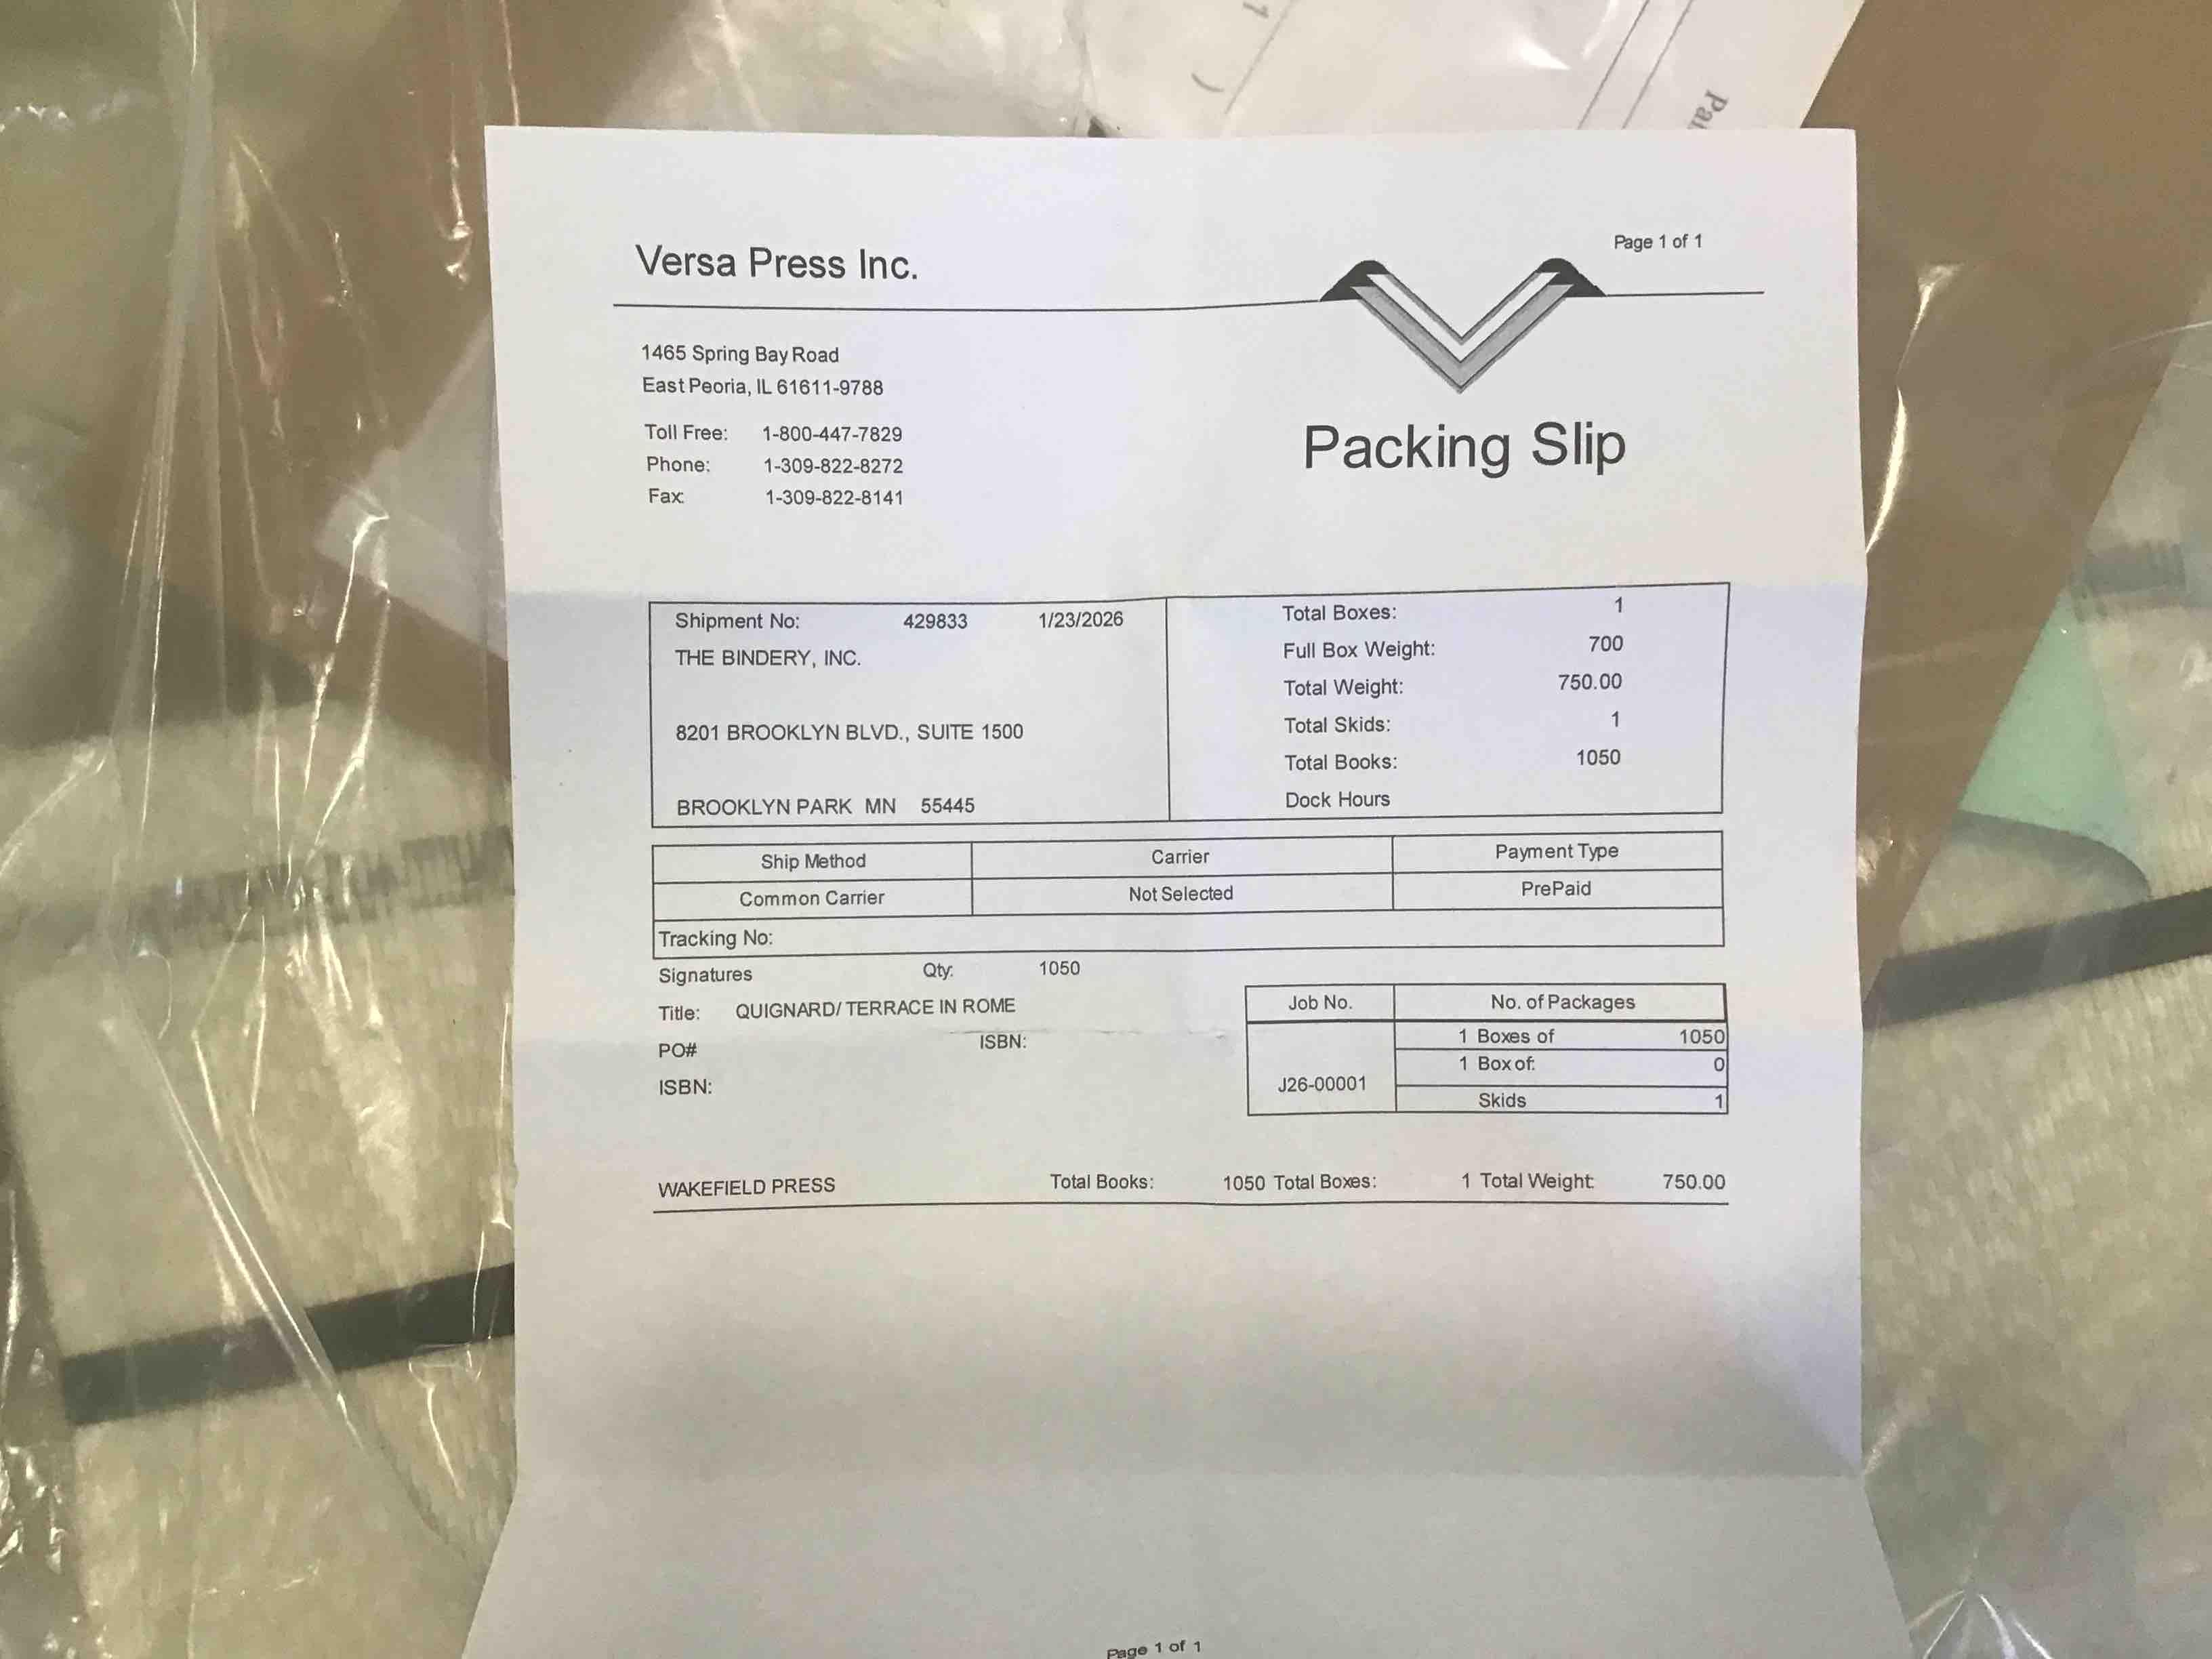 Page 1 of 1
Versa Press Inc.
1465 Spring Bay Road
East Peoria, IL 61611-9788
Toll Free: 1-800-447-7829
Phone: 1-309-822-8272
Fax: 1-309-822-8141
Packing Slip
Shipment No: 429833 1/23/2026
THE BINDERY, INC.
8201 BROOKLYN BLVD., SUITE 1500
BROOKLYN PARK MN 55445
Total Boxes: 1
Full Box Weight: 700
Total Weight: 750.00
Total Skids: 1
Total Books: 1050
Dock Hours
Ship Method Carrier Payment Type
Common Carrier Not Selected PrePaid
Tracking No:
Signatures Qty: 1050
Title: QUIGNARD/ TERRACE IN ROME
PO# ISBN:
ISBN:
Job No. No. of Packages
1 Boxes of 1050
1 Box of: 0
J26-00001
Skids 1
WAKEFIELD PRESS Total Books: 1050 Total Boxes: 1 Total Weight: 750.00
Page 1 of 1